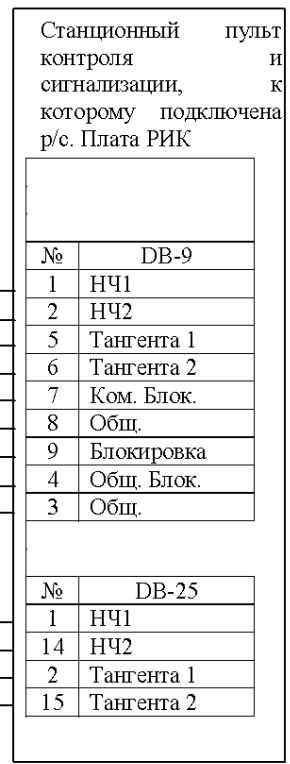 Станционный пульт
контроля и
сигнализации, к
которому подключена
р/с. Плата РИК
№ DB-9
1 НЧ1
2 НЧ2
5 Тангента 1
6 Тангента 2
7 Ком. Блок.
8 Общ.
9 Блокировка
4 Общ. Блок.
3 Общ.
№ DB-25
1 НЧ1
14 НЧ2
2 Тангента 1
15 Тангента 2